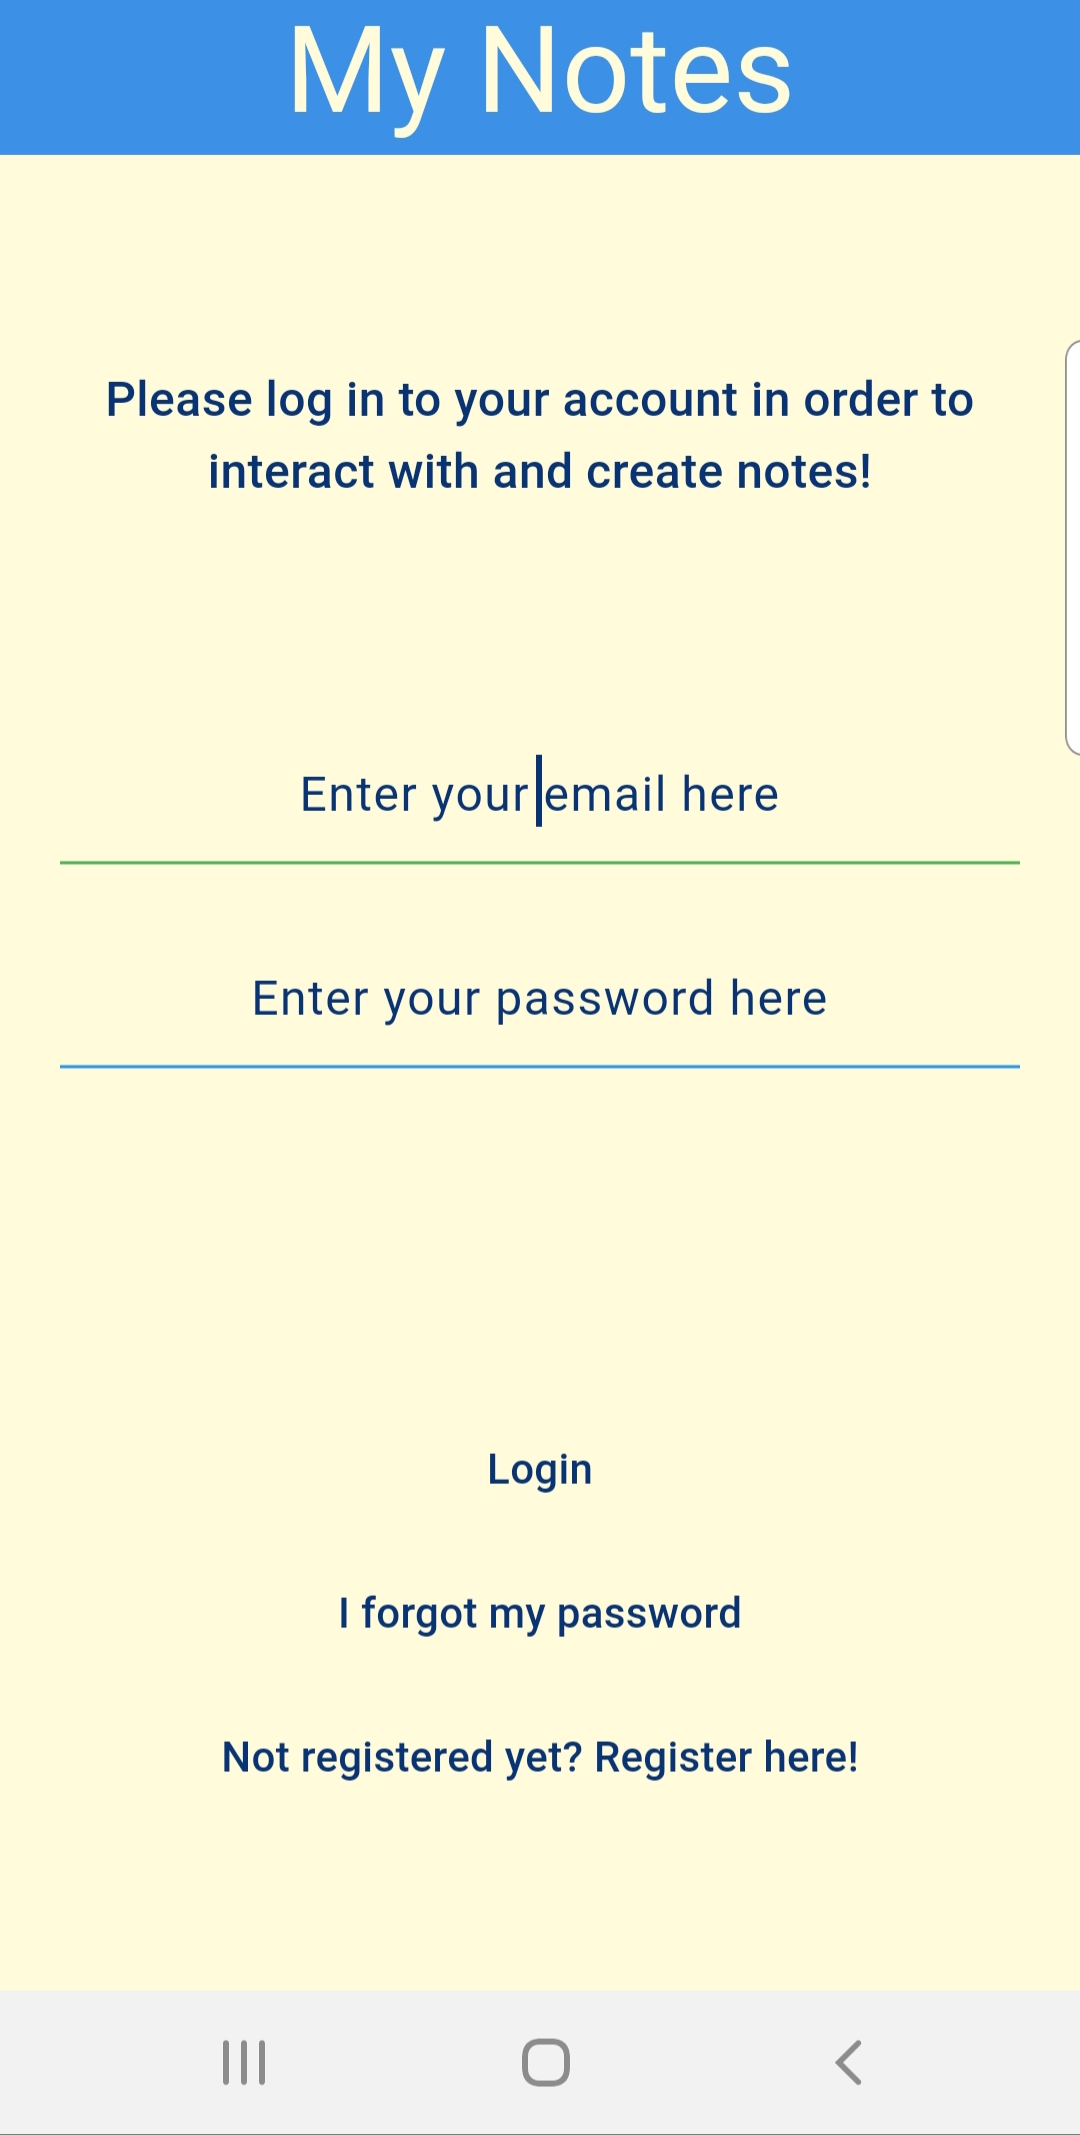 My Notes
Please log in to your account in order to
interact with and create notes!
Enter your email here
Enter your password here
Login
I forgot my password
Not registered yet? Register here!